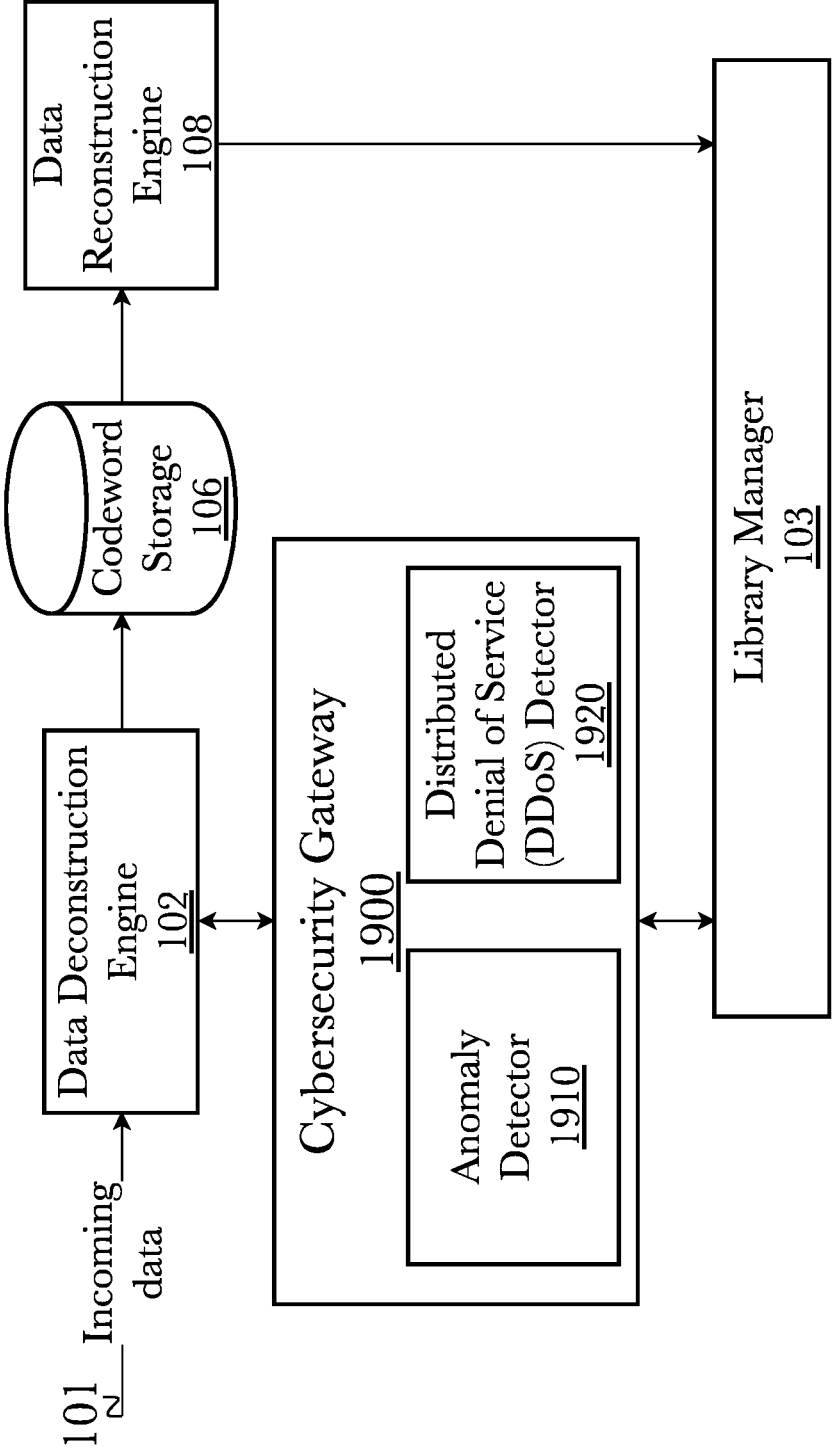 101
Incoming
data
Data Deconstruction
Engine
102
Codeword
Storage
106
Data
Reconstruction
Engine
108
Cybersecurity Gateway
1900
Anomaly
Detector
1910
Distributed
Denial of Service
(DDoS) Detector
1920
Library Manager
103